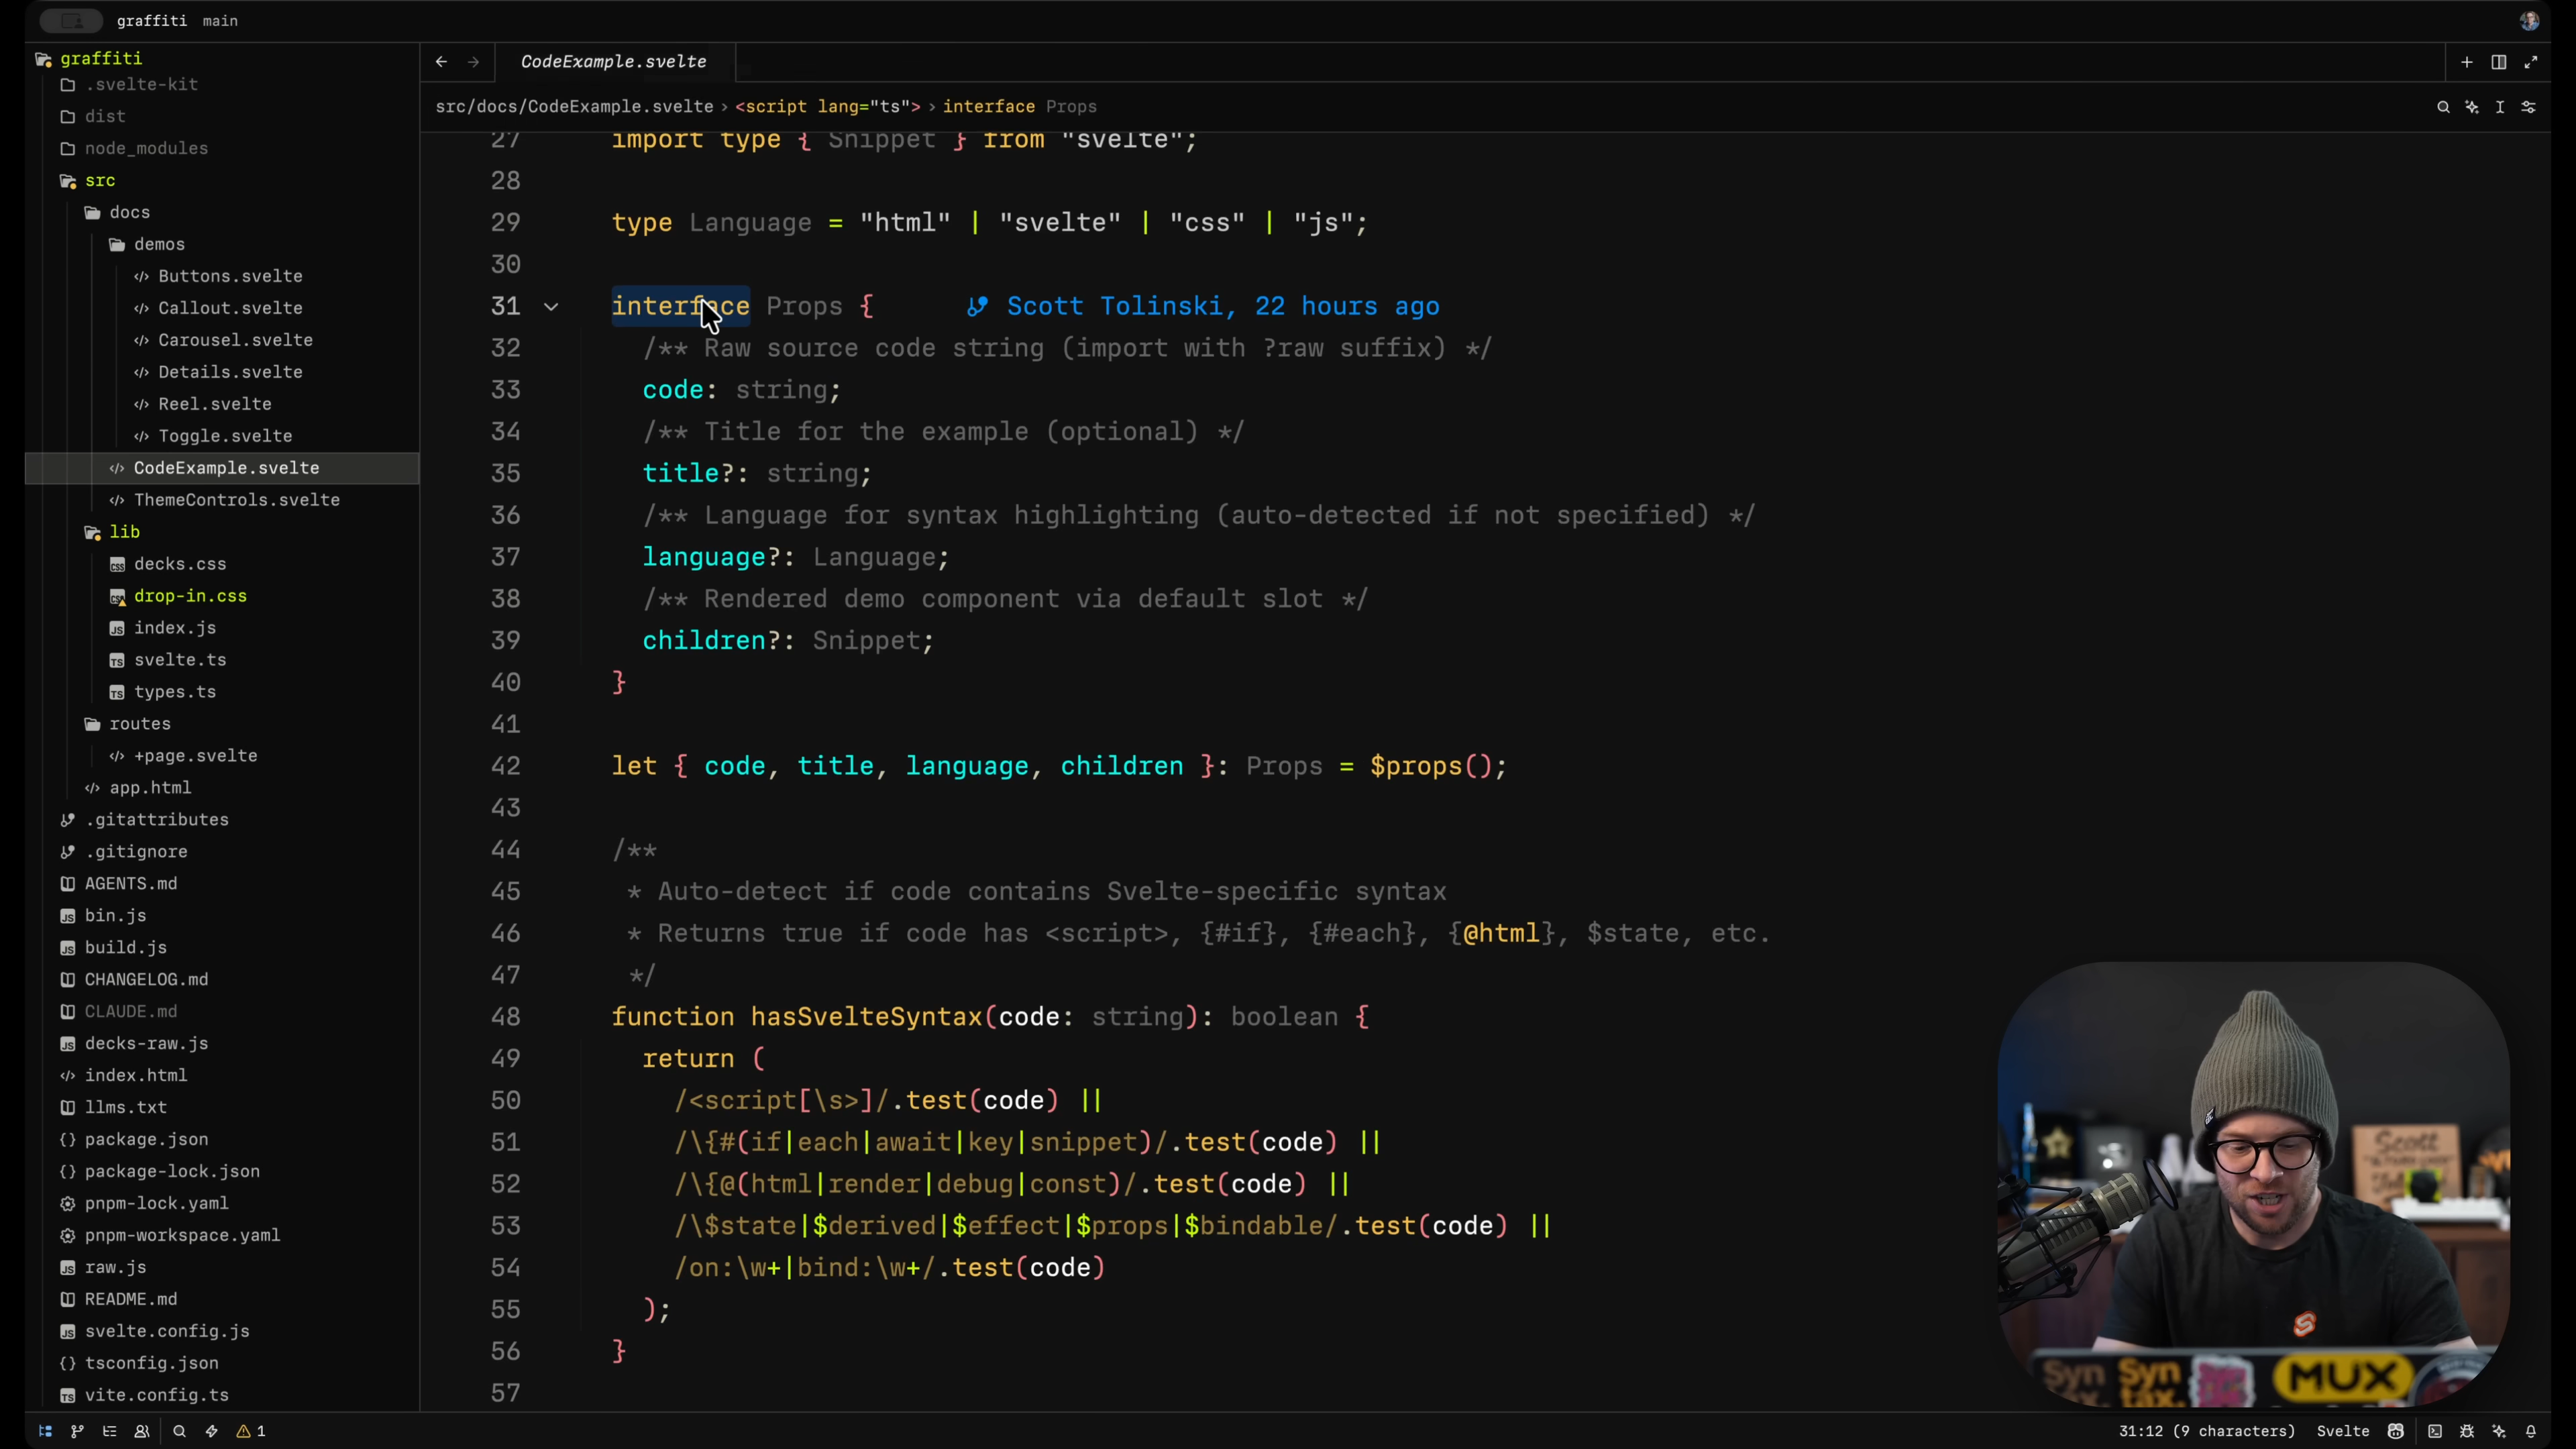 graffiti main
graffiti
.svelte-kit
dist
node_modules
src
docs
demos
Buttons.svelte
Callout.svelte
Carousel.svelte
Details.svelte
Reel.svelte
Toggle.svelte
CodeExample.svelte
ThemeControls.svelte
lib
decks.css
drop-in.css
index.js
svelte.ts
types.ts
routes
+page.svelte
app.html
.gitattributes
.gitignore
AGENTS.md
bin.js
build.js
CHANGELOG.md
CLAUDE.md
decks-raw.js
index.html
llms.txt
package.json
package-lock.json
pnpm-lock.yaml
pnpm-workspace.yaml
raw.js
README.md
svelte.config.js
tsconfig.json
vite.config.ts
CodeExample.svelte
src/docs/CodeExample.svelte › <script lang="ts"> › interface Props
27 import type { Snippet } from "svelte";
28
29 type Language = "html" | "svelte" | "css" | "js";
30
31 interface Props { Scott Tolinski, 22 hours ago
32 /** Raw source code string (import with ?raw suffix) */
33 code: string;
34 /** Title for the example (optional) */
35 title?: string;
36 /** Language for syntax highlighting (auto-detected if not specified) */
37 language?: Language;
38 /** Rendered demo component via default slot */
39 children?: Snippet;
40 }
41
42 let { code, title, language, children }: Props = $props();
43
44 /**
45 * Auto-detect if code contains Svelte-specific syntax
46 * Returns true if code has <script>, {#if}, {#each}, {@html}, $state, etc.
47 */
48 function hasSvelteSyntax(code: string): boolean {
49 return (
50 /<script[\s>]/.test(code) ||
51 /\{#(if|each|await|key|snippet)/.test(code) ||
52 /\{@(html|render|debug|const)/.test(code) ||
53 /\$state|$derived|$effect|$props|$bindable/.test(code) ||
54 /on:\w+|bind:\w+/.test(code)
55 );
56 }
57
Scott
Syn
Syn
tax.
MUX
1
31:12 (9 characters) Svelte